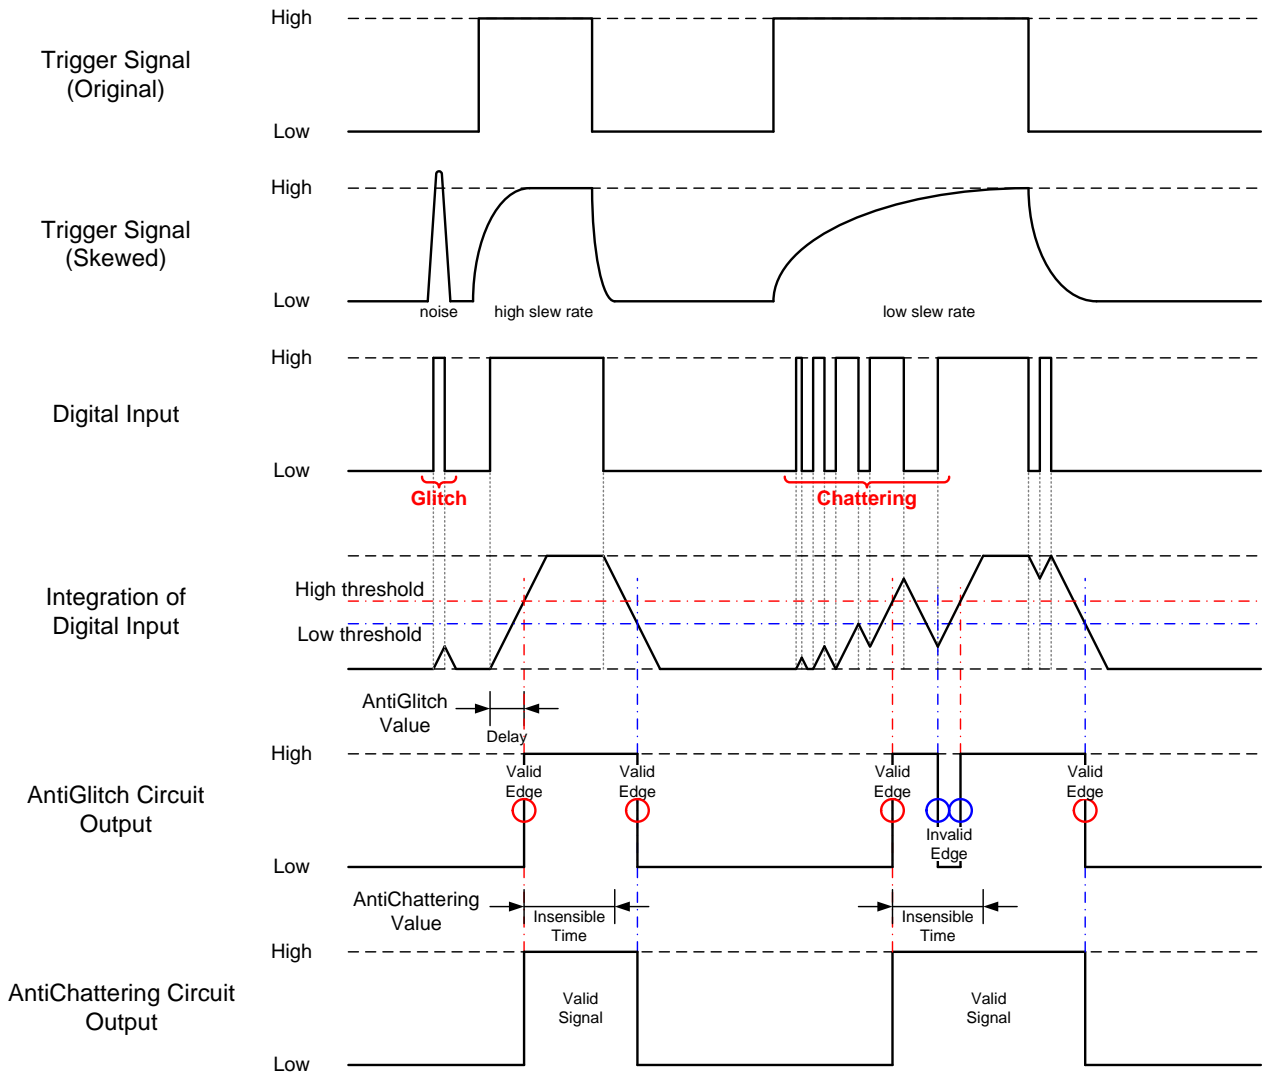 High
Trigger Signal
(Original)
Low
High
Trigger Signal
(Skewed)
Low
noise
high slew rate
low slew rate
High
Digital Input
Low
Glitch
Chattering
High threshold
Integration of
Digital Input
Low threshold
AntiGlitch
Value
Delay
High
Valid
Edge
Valid
Edge
Valid
Edge
Valid
Edge
AntiGlitch Circuit
Output
Invalid
Edge
Low
AntiChattering
Value
Insensible
Time
Insensible
Time
High
AntiChattering Circuit
Output
Valid
Signal
Valid
Signal
Low